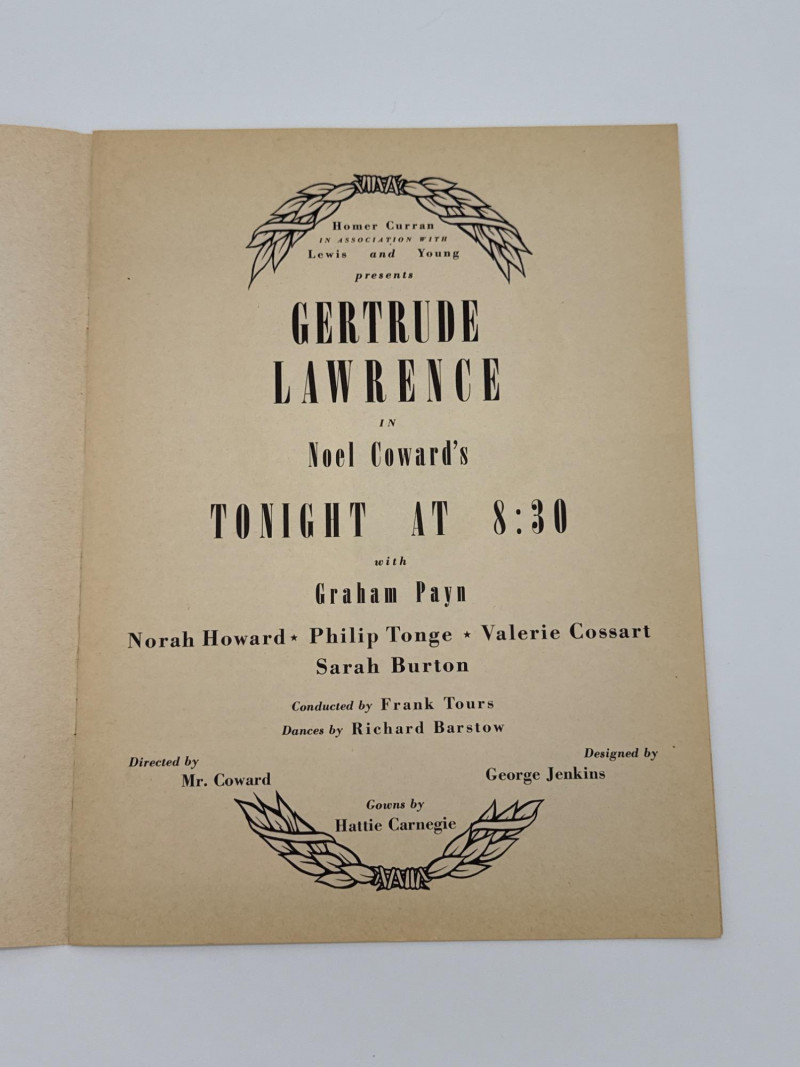 Homer Curran
IN ASSOCIATION WITH
Lewis and Young
presents
GERTRUDE
LAWRENCE
IN
Noel Coward's
TONIGHT AT 8:30
with
Graham Payn
Norah Howard ★ Philip Tonge ★ Valerie Cossart
Sarah Burton
Conducted by Frank Tours
Dances by Richard Barstow
Directed by
Mr. Coward
Designed by
George Jenkins
Gowns by
Hattie Carnegie